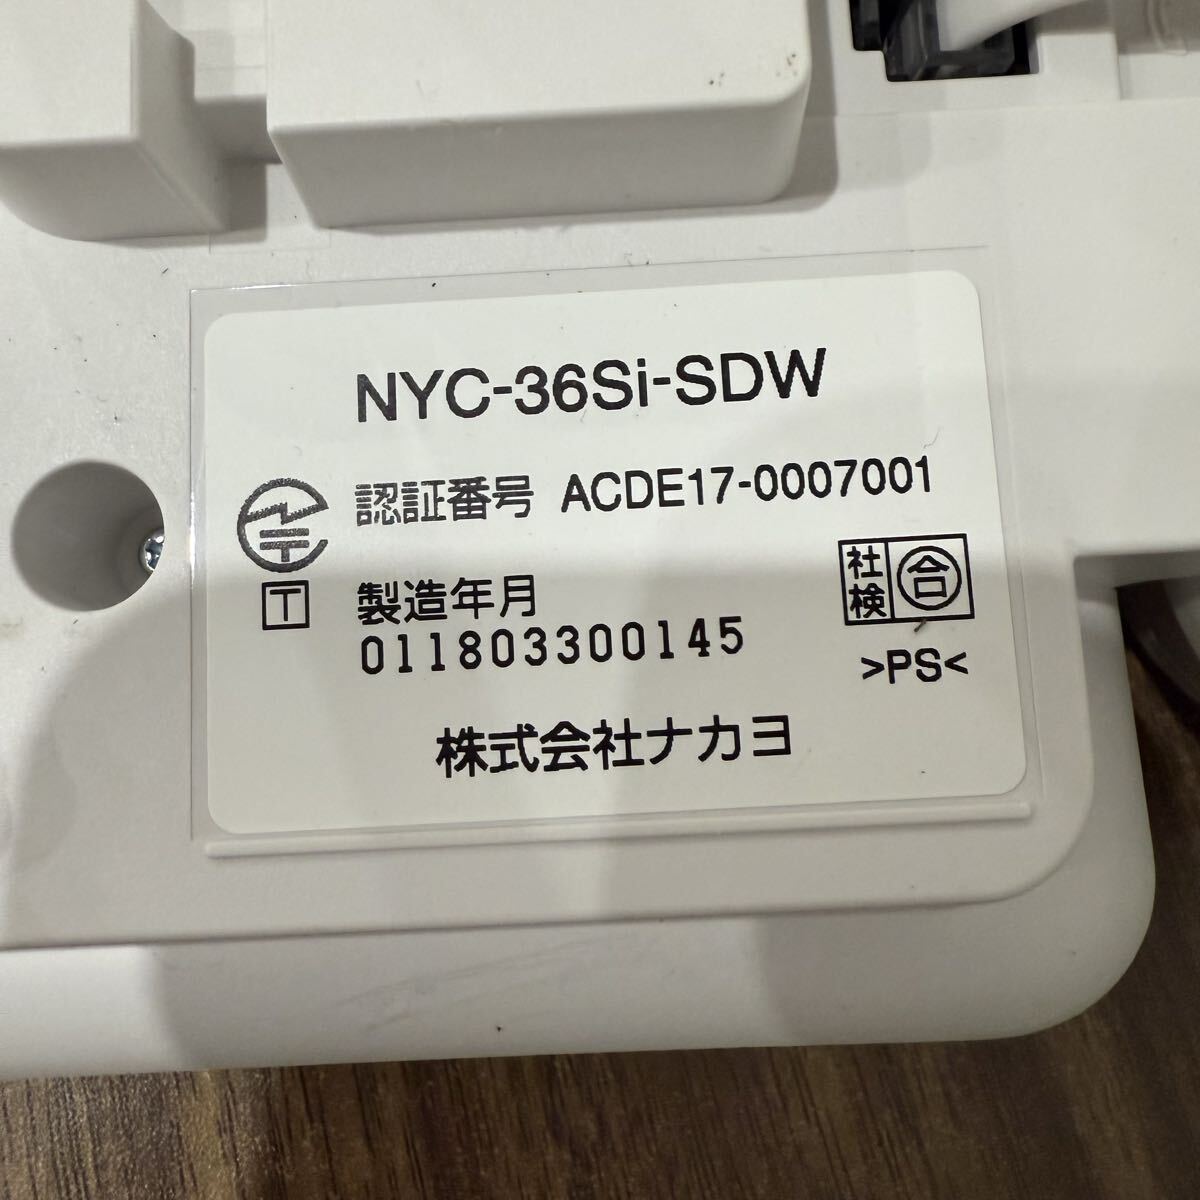 NYC-36Si-SDW
認証番号 ACDE17-0007001
T
製造年月
011803300145
社検 合
>PS<
株式会社ナカヨ